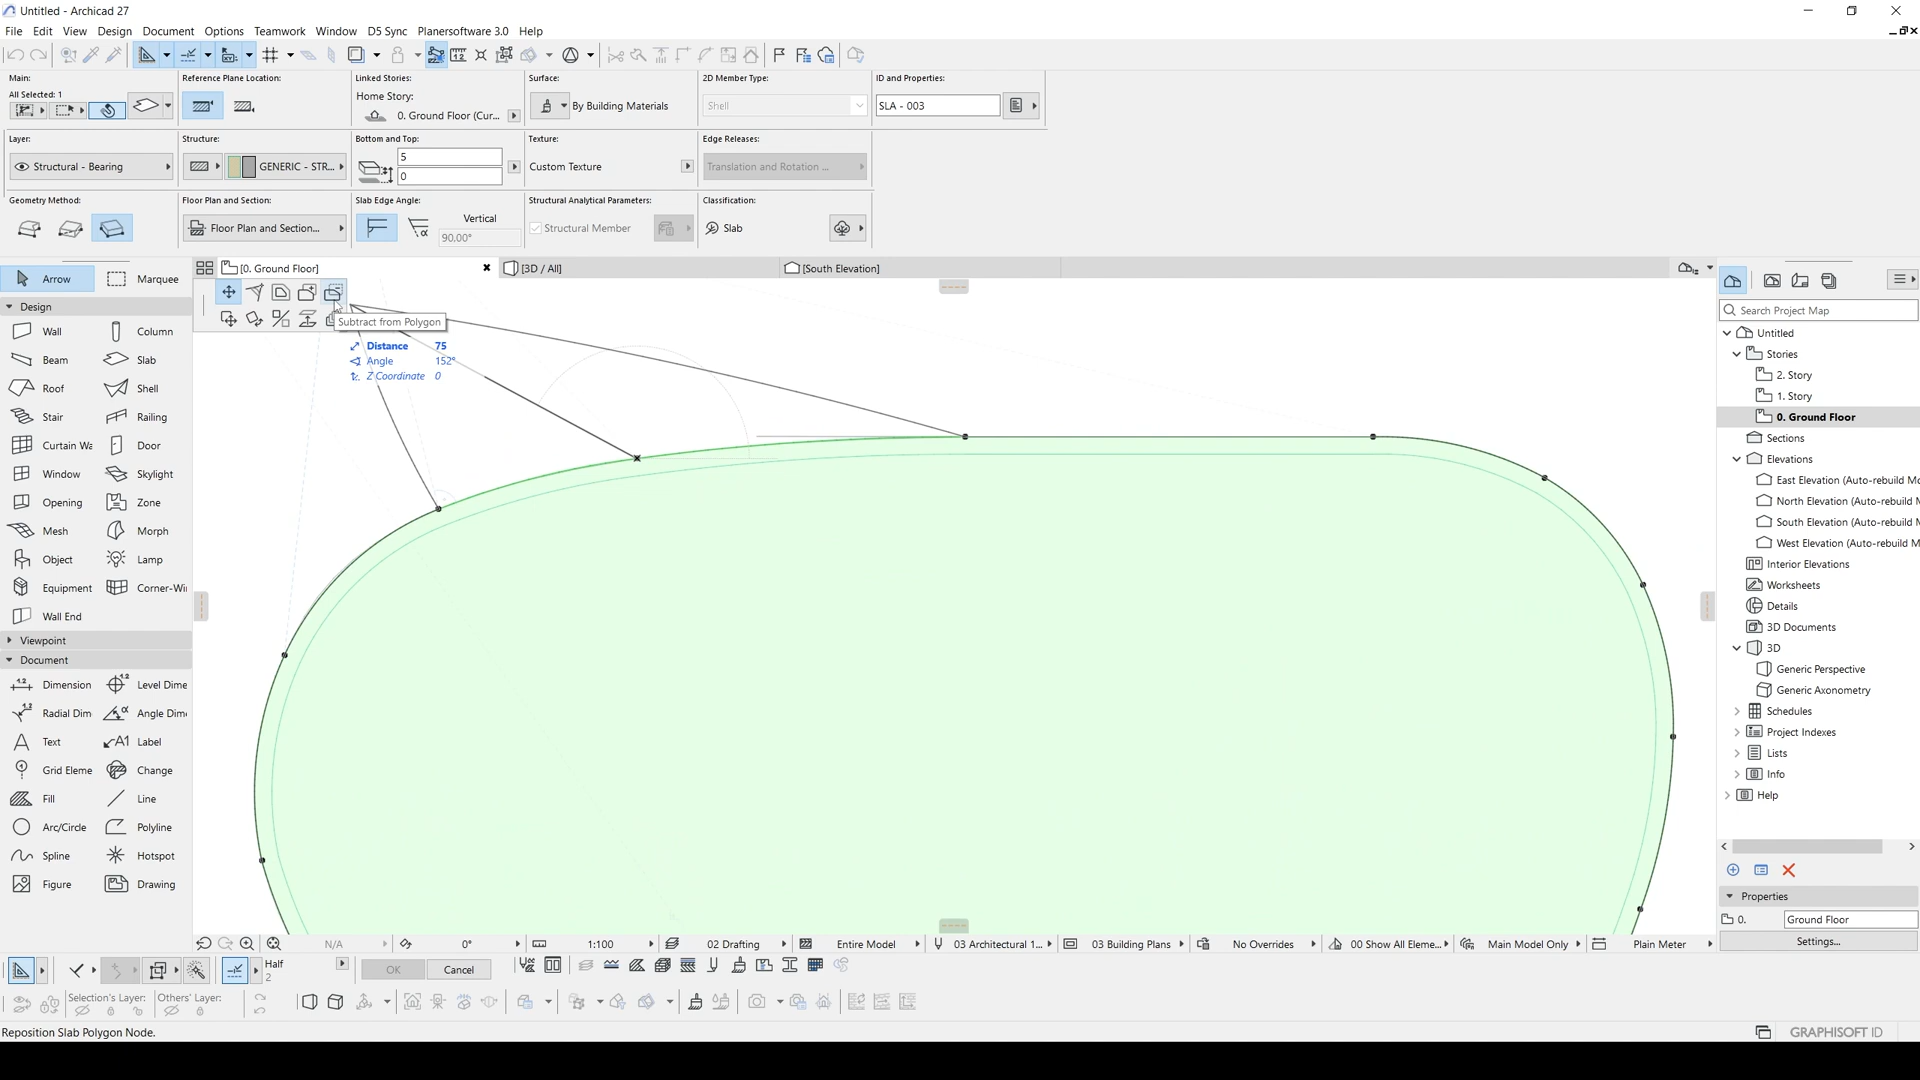 Untitled - Archicad 27
File Edit View Design Document Options Teamwork Window D5 Sync Planersoftware 3.0 Help
Main:
All Selected: 1
Reference Plane Location:
Linked Stories:
Home Story:
0. Ground Floor (Cur...
Surface:
By Building Materials
2D Member Type:
Shell
ID and Properties:
SLA - 003
Layer:
Structural - Bearing
Structure:
GENERIC - STR...
Bottom and Top:
5
0
Texture:
Custom Texture
Edge Releases:
Translation and Rotation ...
Geometry Method:
Floor Plan and Section:
Floor Plan and Section...
Slab Edge Angle:
Vertical
90,00°
Structural Analytical Parameters:
Structural Member
Classification:
Slab
Arrow Marquee
[0. Ground Floor] [3D / All] [South Elevation]
Design
Wall Column
Beam Slab
Roof Shell
Stair Railing
Curtain Wa Door
Window Skylight
Opening Zone
Mesh Morph
Object Lamp
Equipment Corner-Wi
Wall End
Viewpoint
Document
Dimension Level Dime
Radial Dim Angle Dim
Text Label
Grid Eleme Change
Fill Line
Arc/Circle Polyline
Spline Hotspot
Figure Drawing
Subtract from Polygon
Distance 75
Angle 152°
Z Coordinate 0
Search Project Map
Untitled
Stories
2. Story
1. Story
0. Ground Floor
Sections
Elevations
East Elevation (Auto-rebuild Mo
North Elevation (Auto-rebuild
South Elevation (Auto-rebuild M
West Elevation (Auto-rebuild M
Interior Elevations
Worksheets
Details
3D Documents
3D
Generic Perspective
Generic Axonometry
Schedules
Project Indexes
Lists
Info
Help
Properties
0. Ground Floor
Settings...
N/A 0° 1:100 02 Drafting Entire Model 03 Architectural 1... 03 Building Plans No Overrides 00 Show All Eleme... Main Model Only Plain Meter
Half
2
OK Cancel
Selection's Layer: Others' Layer:
Reposition Slab Polygon Node.
GRAPHISOFT ID